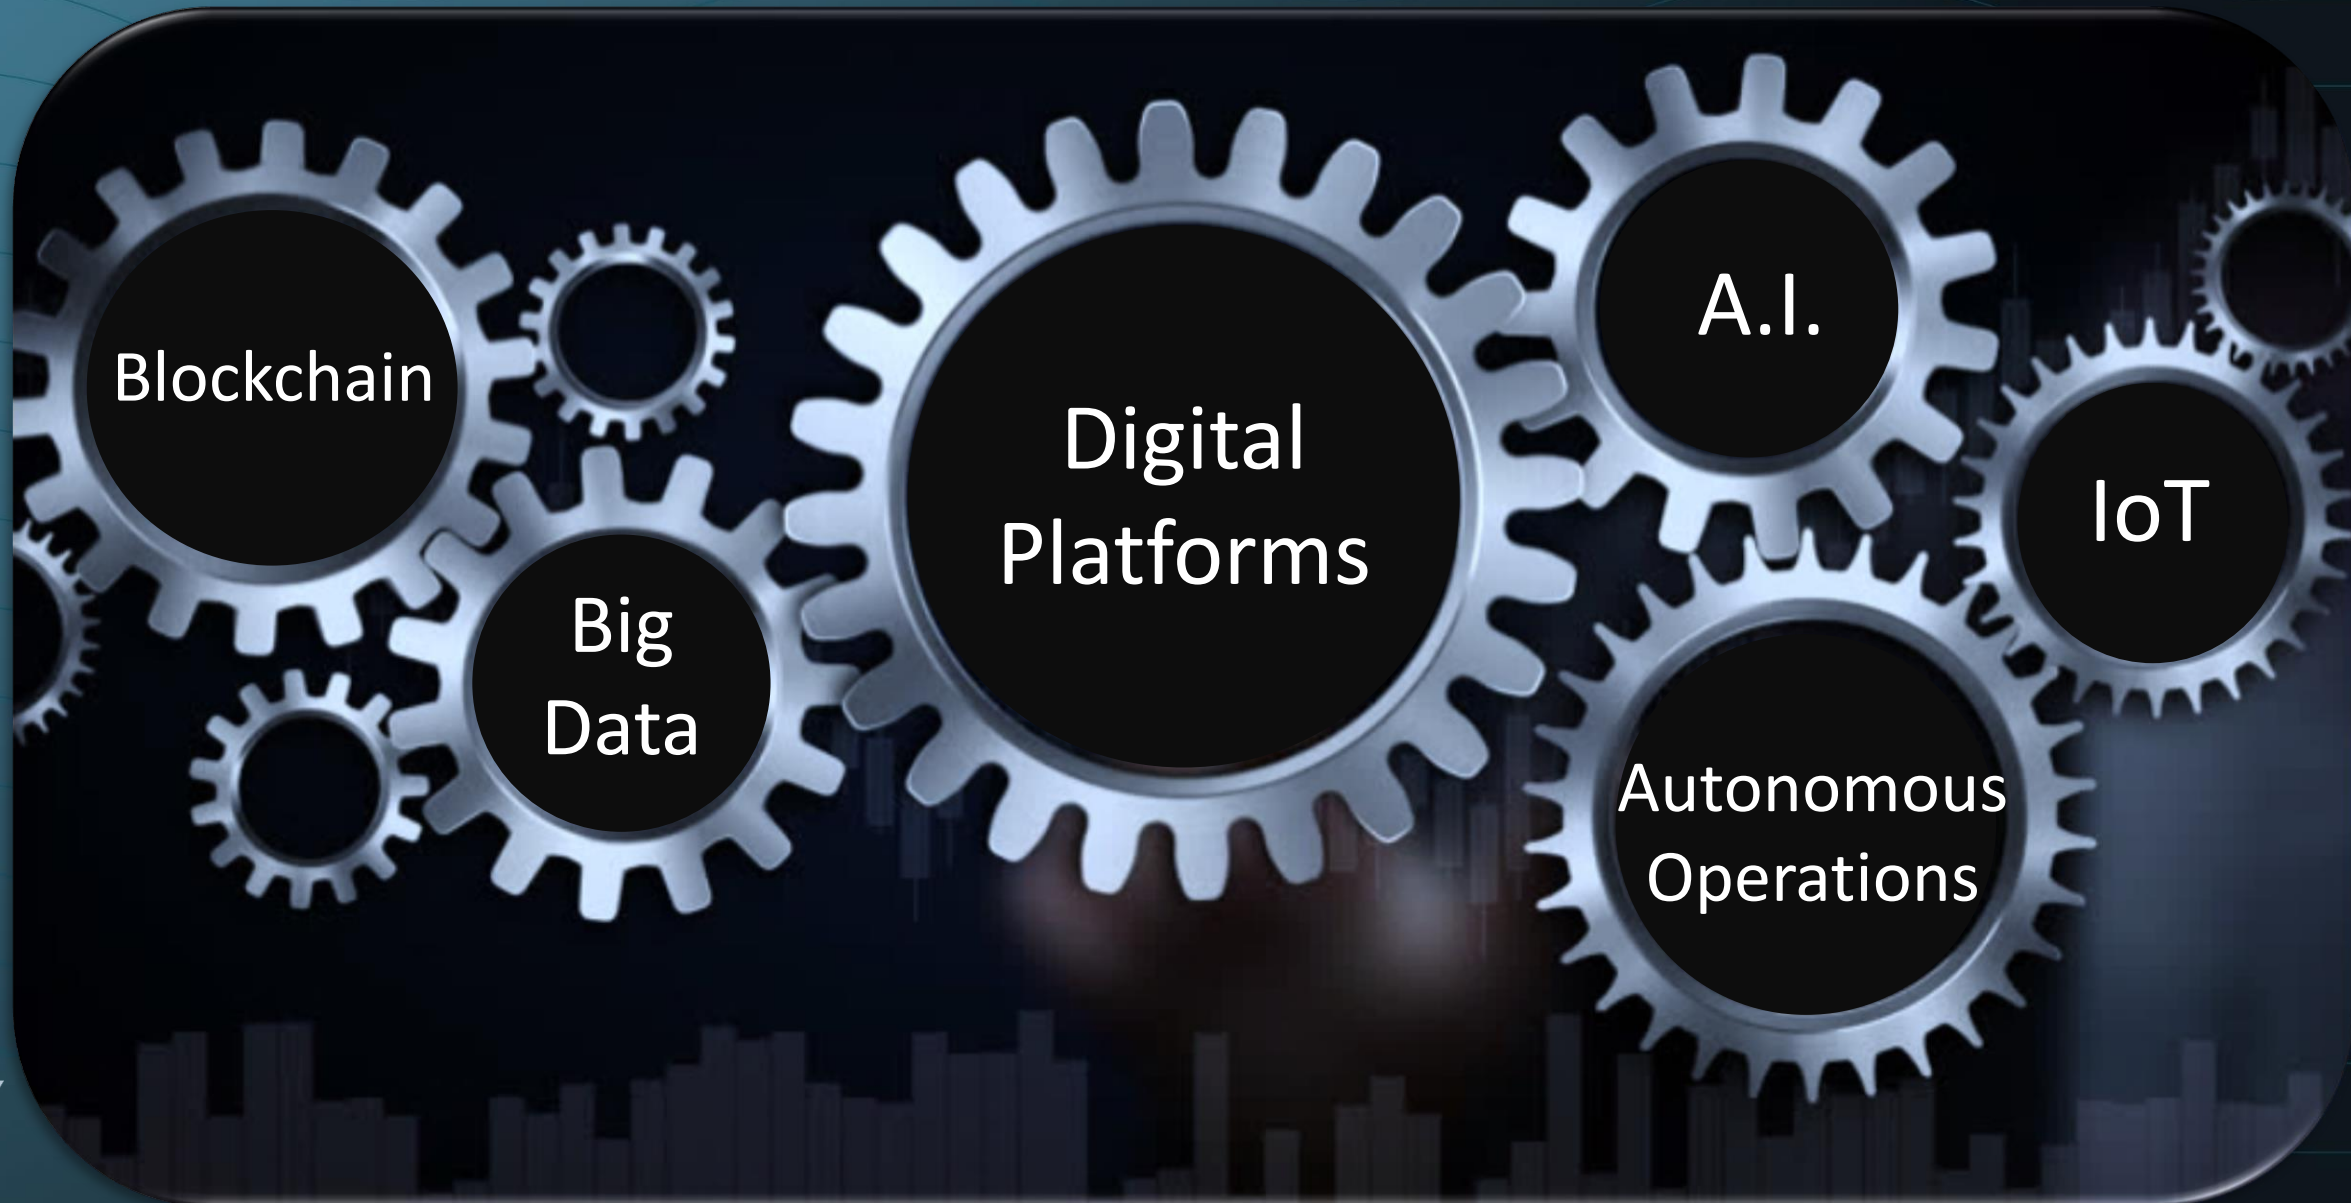 Blockchain
Big
Data
Digital
Platforms
A.I.
IoT
Autonomous
Operations